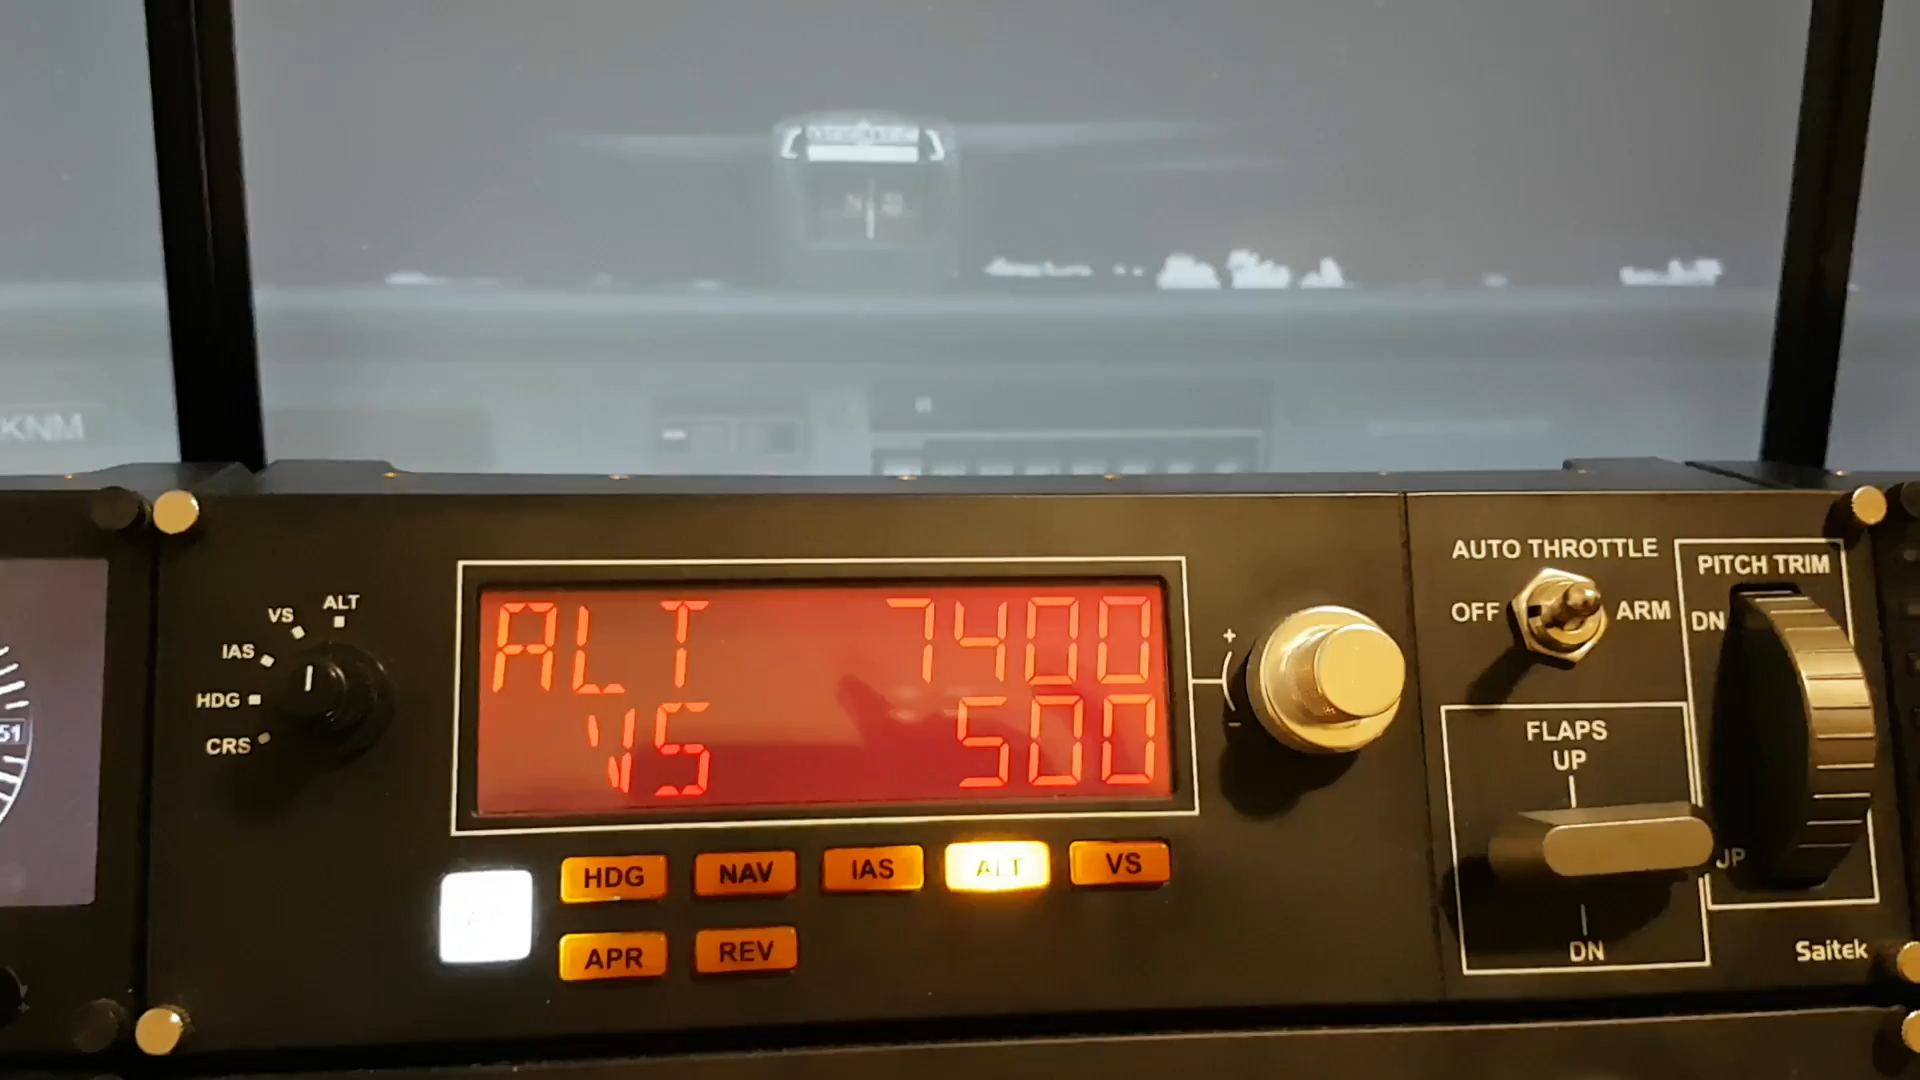 KNM
51
VS
ALT
IAS
HDG
CRS
ALT 7400
VS 500
+
-
HDG
NAV
IAS
ALT
VS
APR
REV
AUTO THROTTLE
OFF
ARM
PITCH TRIM
DN
UP
FLAPS
UP
DN
Saitek